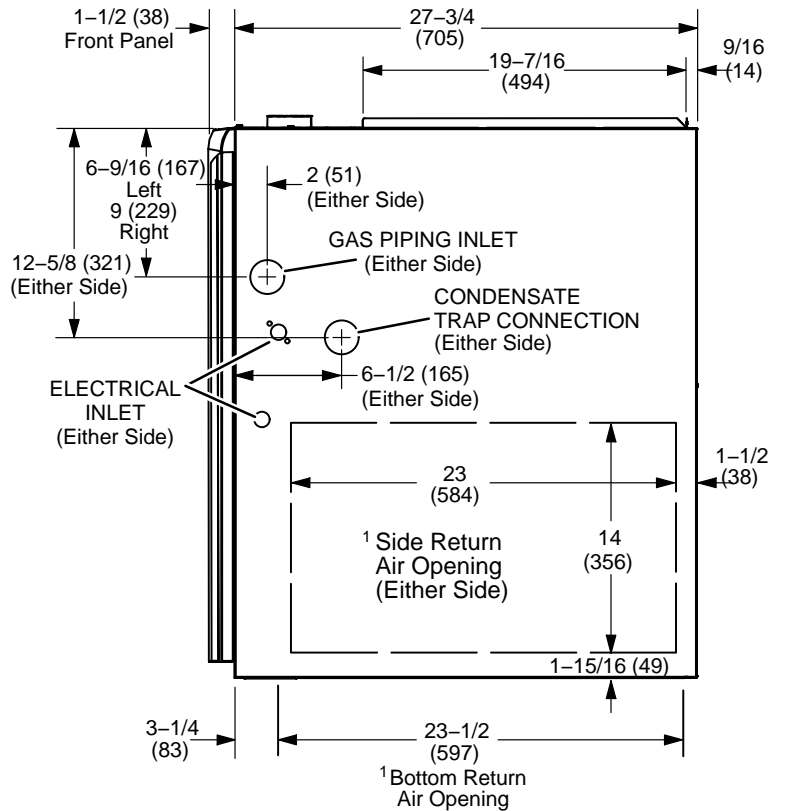 1–1/2 (38)
Front Panel
27–3/4
(705)
9/16
(14)
19–7/16
(494)
6–9/16 (167)
Left
9 (229)
Right
2 (51)
(Either Side)
12–5/8 (321)
(Either Side)
GAS PIPING INLET
(Either Side)
CONDENSATE
TRAP CONNECTION
(Either Side)
6–1/2 (165)
(Either Side)
ELECTRICAL
INLET
(Either Side)
1–1/2
(38)
23
(584)
14
(356)
1 Side Return
Air Opening
(Either Side)
1–15/16 (49)
3–1/4
(83)
23–1/2
(597)
1 Bottom Return
Air Opening